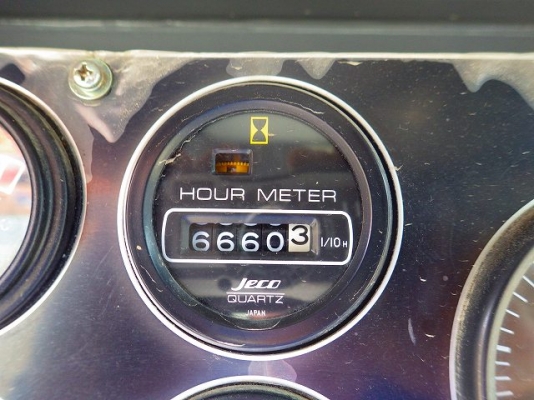 HOUR METER
66603 1/10H
Jeco
QUARTZ
JAPAN